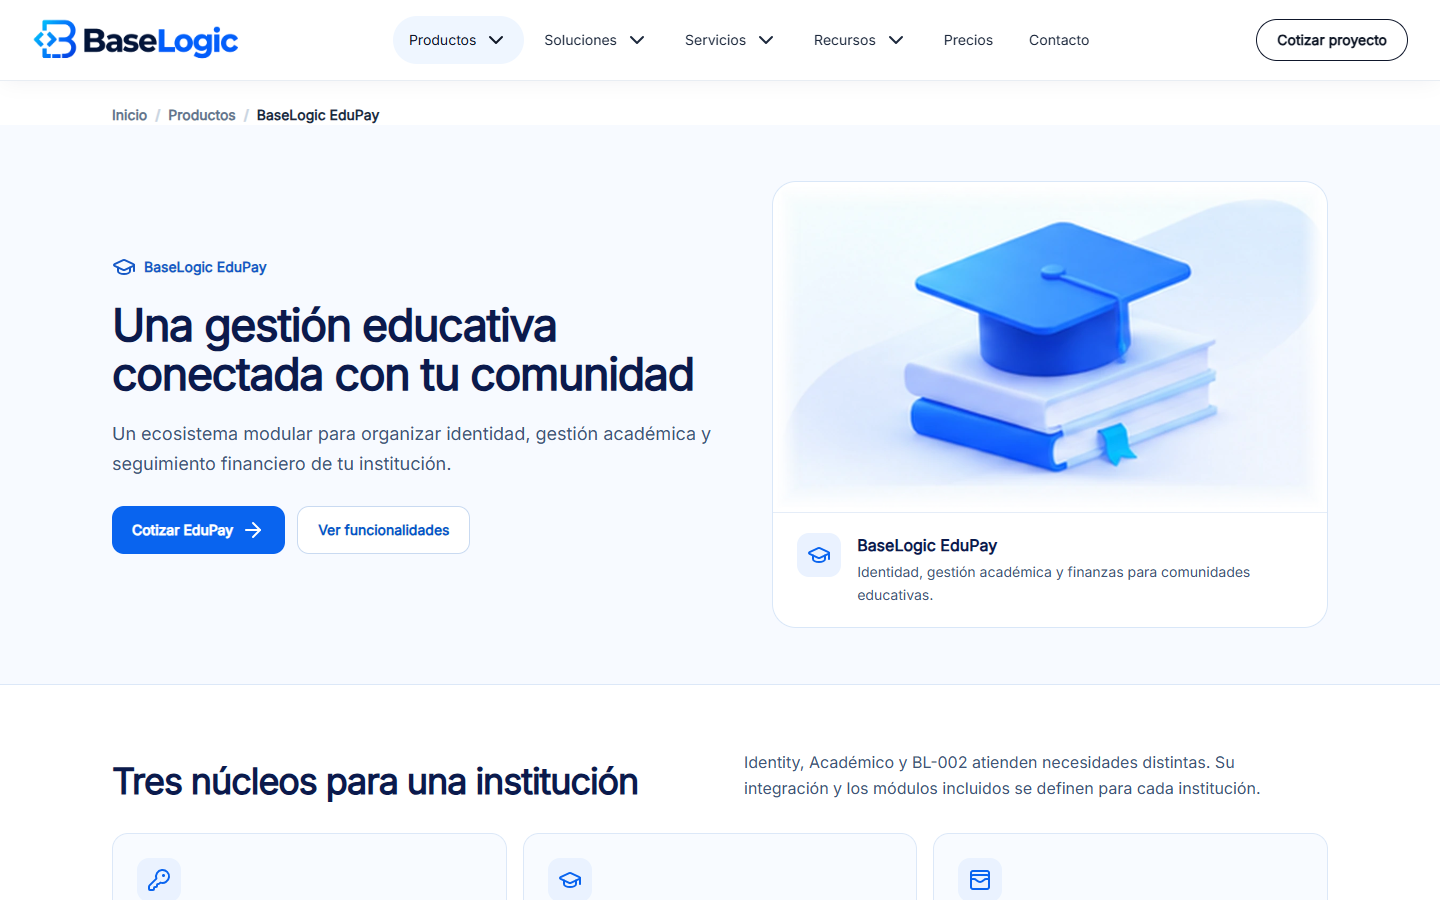 BaseLogic
Productos
Soluciones
Servicios
Recursos
Precios
Contacto
Cotizar proyecto
Inicio / Productos / BaseLogic EduPay
BaseLogic EduPay
Una gestión educativa
conectada con tu comunidad
Un ecosistema modular para organizar identidad, gestión académica y
seguimiento financiero de tu institución.
Cotizar EduPay
Ver funcionalidades
BaseLogic EduPay
Identidad, gestión académica y finanzas para comunidades
educativas.
Tres núcleos para una institución
Identity, Académico y BL-002 atienden necesidades distintas. Su
integración y los módulos incluidos se definen para cada institución.